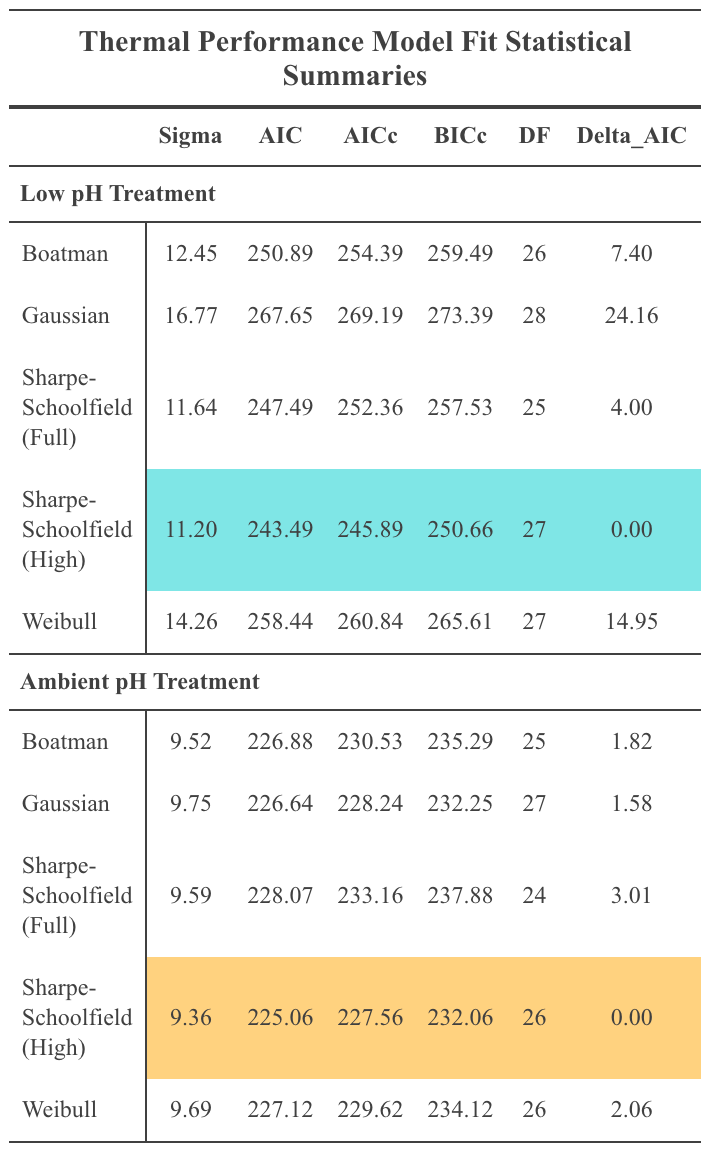 Thermal Performance Model Fit Statistical
Summaries
Sigma AIC AICc BICc DF Delta_AIC
Low pH Treatment
Boatman 12.45 250.89 254.39 259.49 26 7.40
Gaussian 16.77 267.65 269.19 273.39 28 24.16
Sharpe-
Schoolfield 11.64 247.49 252.36 257.53 25 4.00
(Full)
Sharpe-
Schoolfield 11.20 243.49 245.89 250.66 27 0.00
(High)
Weibull 14.26 258.44 260.84 265.61 27 14.95
Ambient pH Treatment
Boatman 9.52 226.88 230.53 235.29 25 1.82
Gaussian 9.75 226.64 228.24 232.25 27 1.58
Sharpe-
Schoolfield 9.59 228.07 233.16 237.88 24 3.01
(Full)
Sharpe-
Schoolfield 9.36 225.06 227.56 232.06 26 0.00
(High)
Weibull 9.69 227.12 229.62 234.12 26 2.06